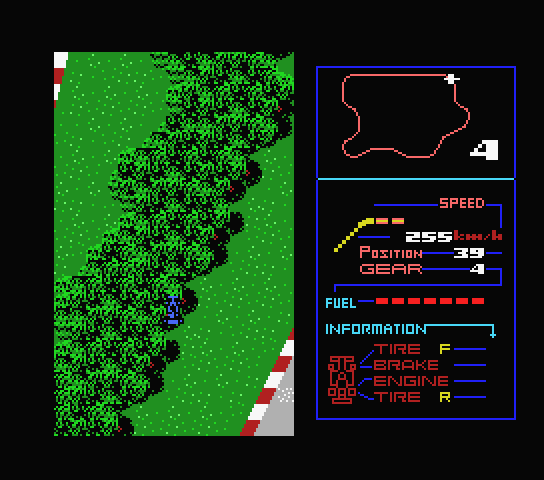 4
SPEED
255km/h
POSITION 39
GEAR 4
FUEL
INFORMATION
TIRE F
BRAKE
ENGINE
TIRE R